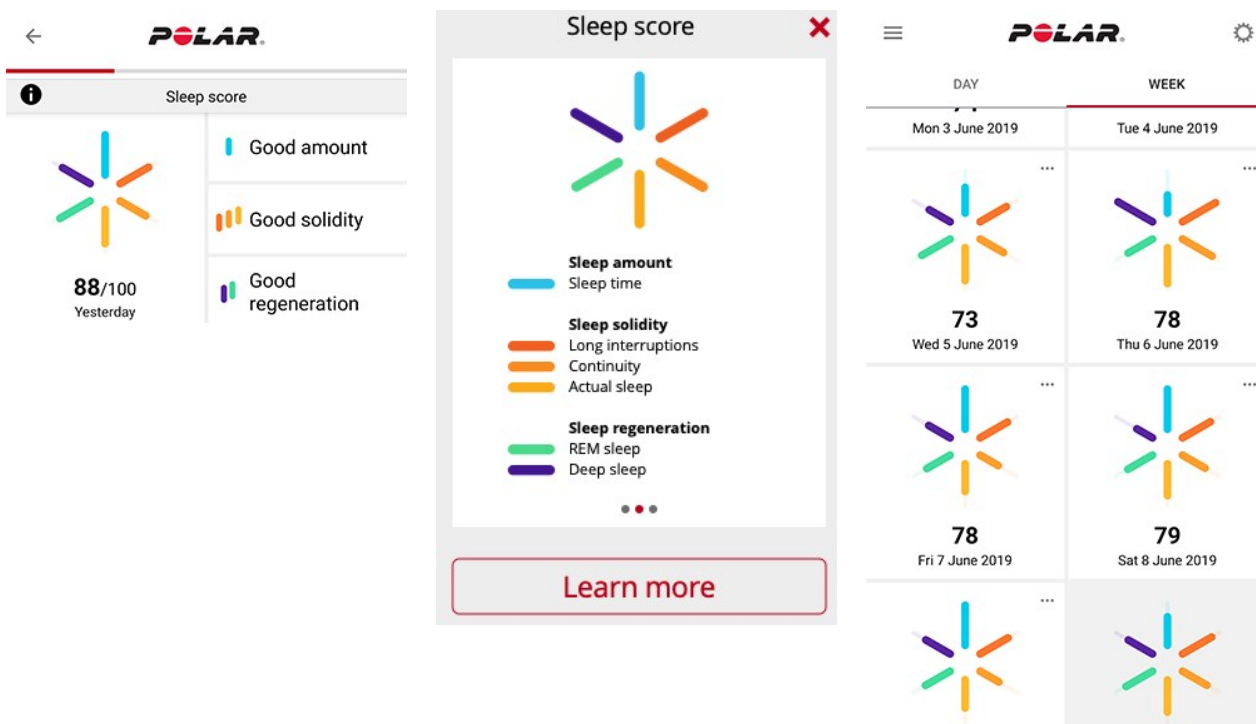 POLAR.
Sleep score
Good amount
Good solidity
Good
regeneration
88/100
Yesterday
Sleep score
Sleep amount
Sleep time
Sleep solidity
Long interruptions
Continuity
Actual sleep
Sleep regeneration
REM sleep
Deep sleep
Learn more
POLAR.
DAY WEEK
Mon 3 June 2019 Tue 4 June 2019
73 78
Wed 5 June 2019 Thu 6 June 2019
78 79
Fri 7 June 2019 Sat 8 June 2019